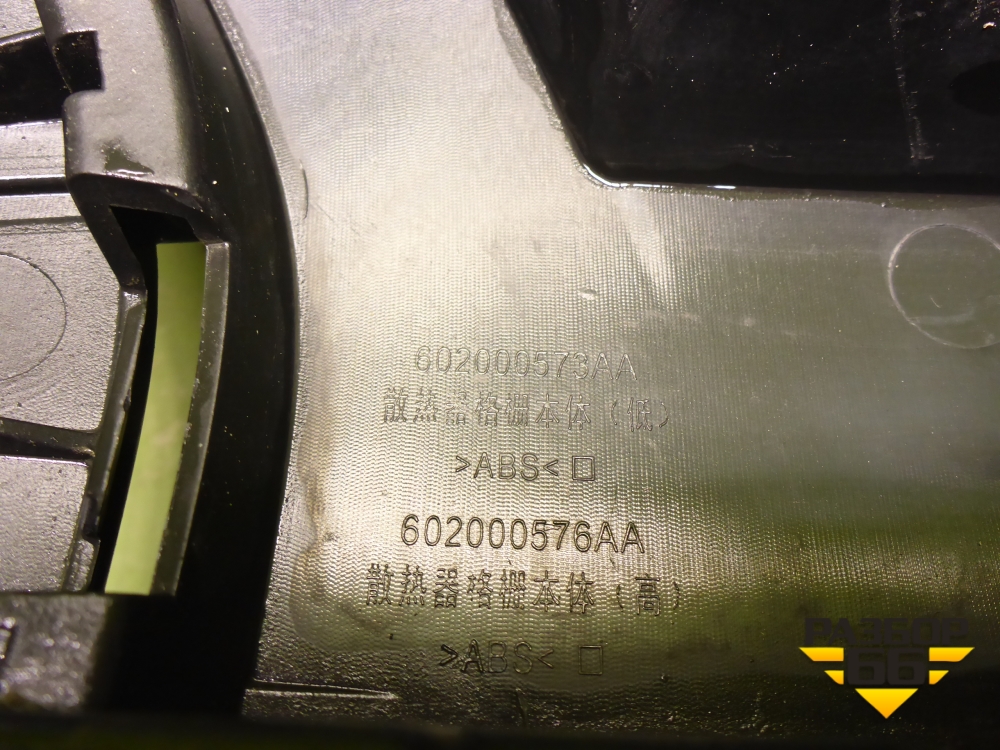 602000573AA
散热器格栅本体（低）
>ABS<
602000576AA
散热器格栅本体（高）
>ABS<
РАЗБОР
66